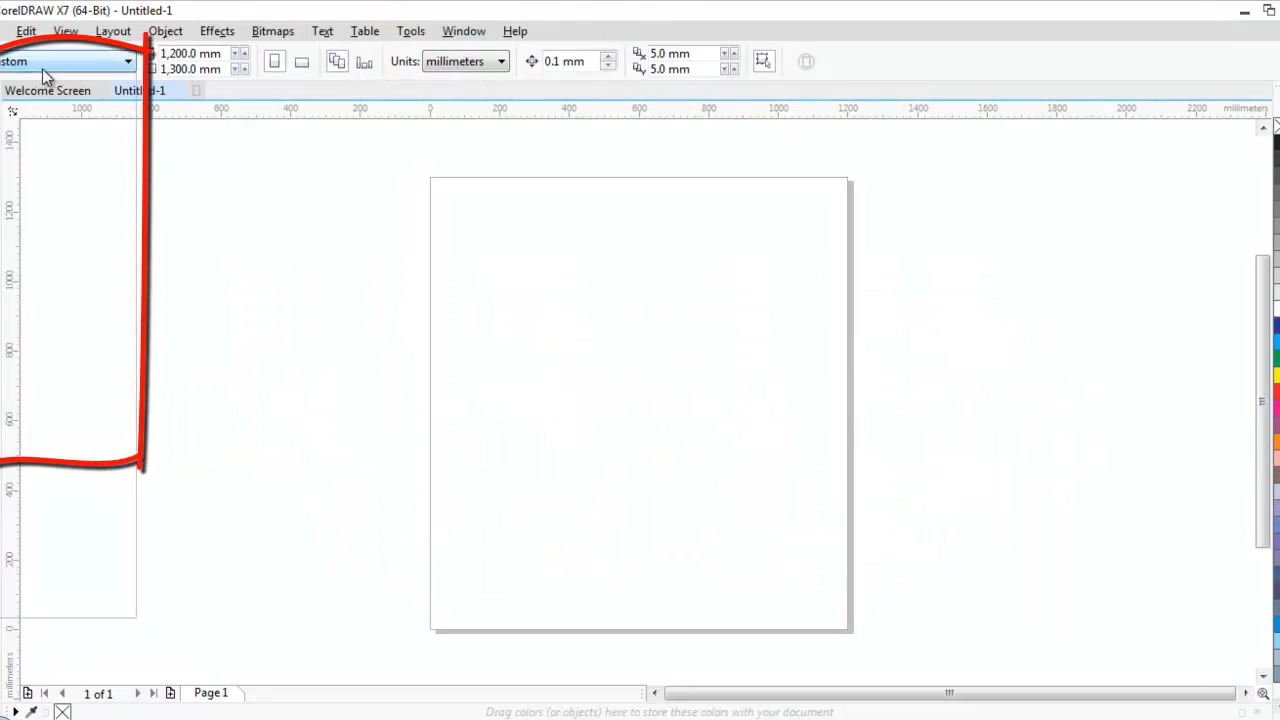 CorelDRAW X7 (64-Bit) - Untitled-1
Edit View Layout Object Effects Bitmaps Text Table Tools Window Help
stom 1,200.0 mm Units: millimeters 0.1 mm 5.0 mm
1,300.0 mm 5.0 mm
Welcome Screen Untitled-1
1000 800 600 400 200 0 200 400 600 800 1000 1200 1400 1600 1800 2000 2200 millimeters
1400
1200
1000
800
600
400
200
0
millimeters
1 of 1 Page 1
Drag colors (or objects) here to store these colors with your document